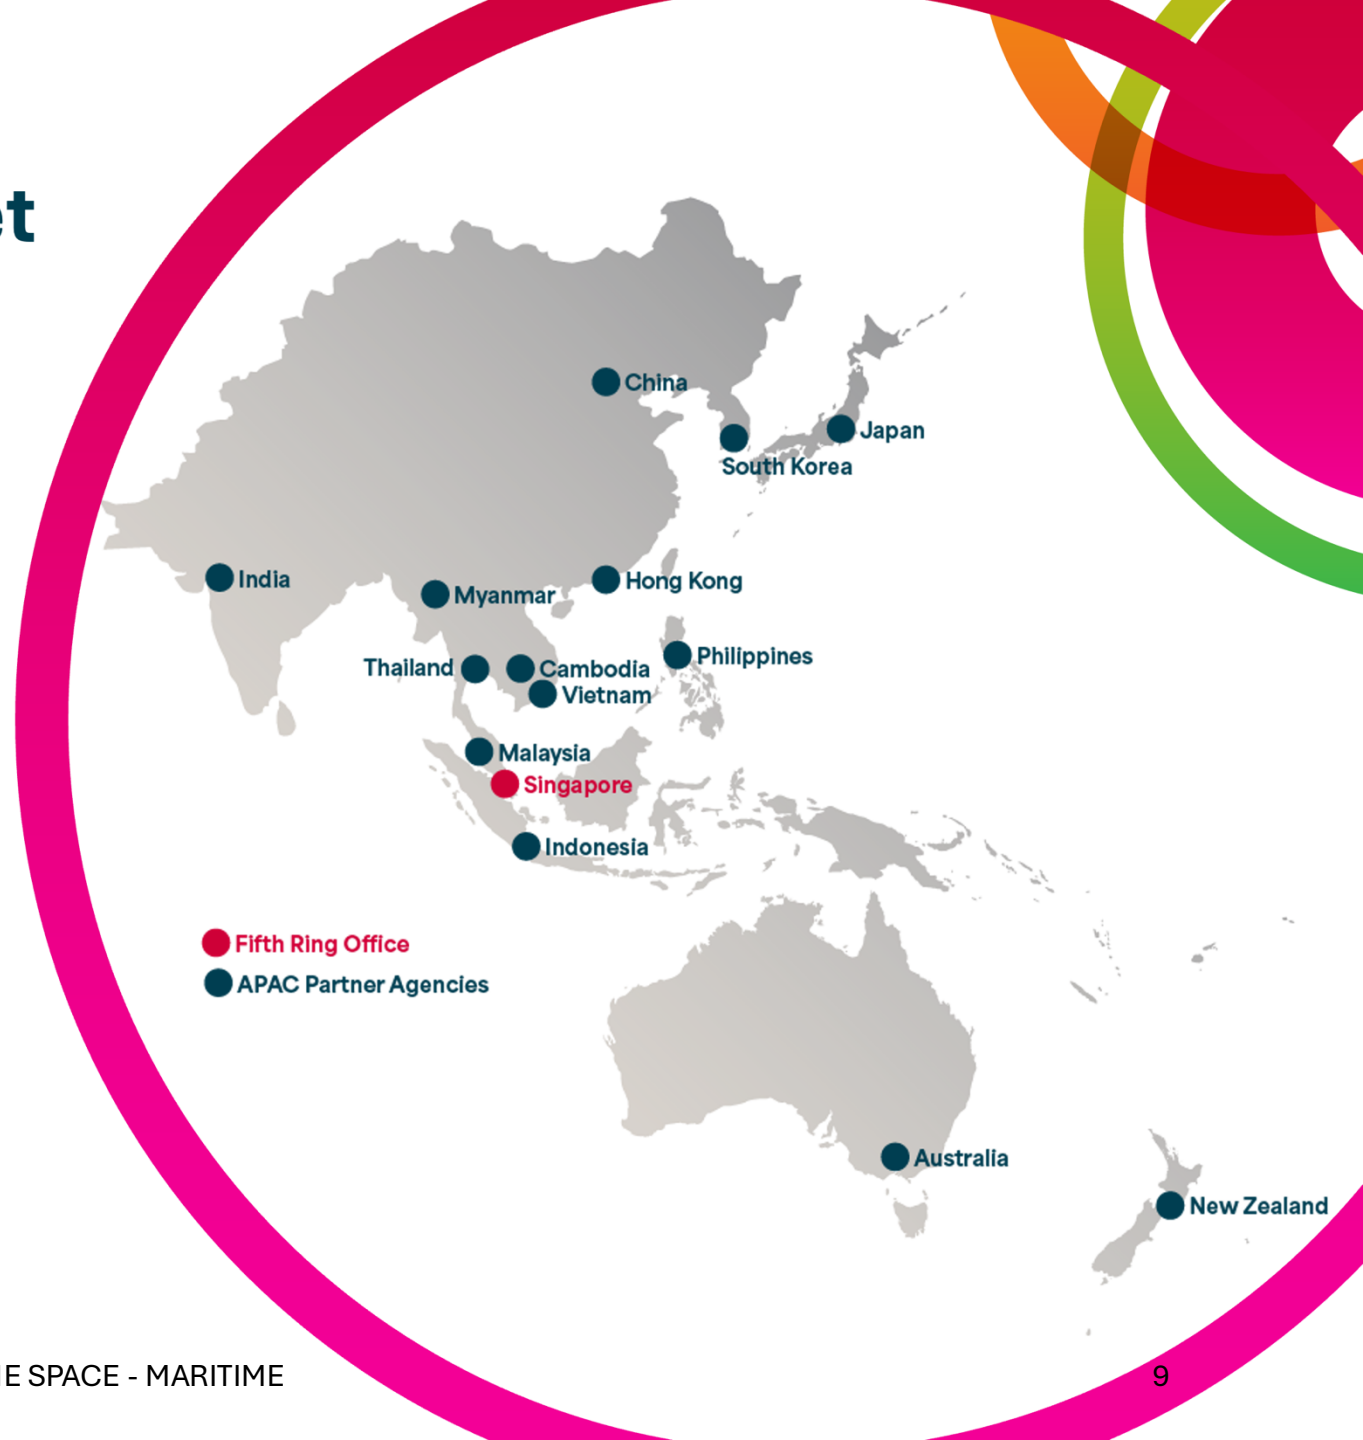 China
Japan
South Korea
India
Myanmar
Hong Kong
Philippines
Thailand
Cambodia
Vietnam
Malaysia
Singapore
Indonesia
Fifth Ring Office
APAC Partner Agencies
Australia
New Zealand
SPACE - MARITIME
9